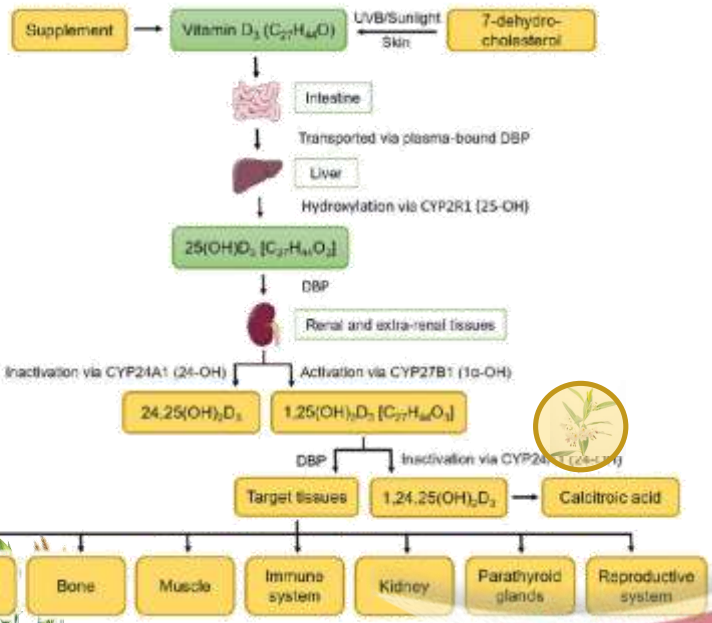 Supplement
Vitamin D₃ (C₂₇H₄₄O)
UVB/Sunlight
Skin
7-dehydro-
cholesterol
Intestine
Transported via plasma-bound DBP
Liver
Hydroxylation via CYP2R1 (25-OH)
25(OH)D₃ [C₂₇H₄₄O₂]
DBP
Renal and extra-renal tissues
Inactivation via CYP24A1 (24-OH)
Activation via CYP27B1 (1α-OH)
24,25(OH)₂D₃
1,25(OH)₂D₃ [C₂₇H₄₄O₃]
DBP
Inactivation via
Target tissues
1,24,25(OH)₂D₃
Calcitroic acid
Bone
Muscle
Immune
system
Kidney
Parathyroid
glands
Reproductive
system